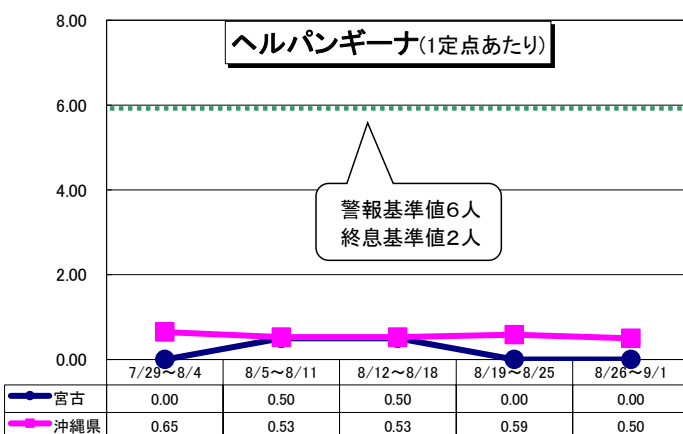 ヘルパンギーナ(1定点あたり)
8.00
6.00
4.00
2.00
0.00
警報基準値6人
終息基準値2人
7/29～8/4 8/5～8/11 8/12～8/18 8/19～8/25 8/26～9/1
宮古 0.00 0.50 0.50 0.00 0.00
沖縄県 0.65 0.53 0.53 0.59 0.50